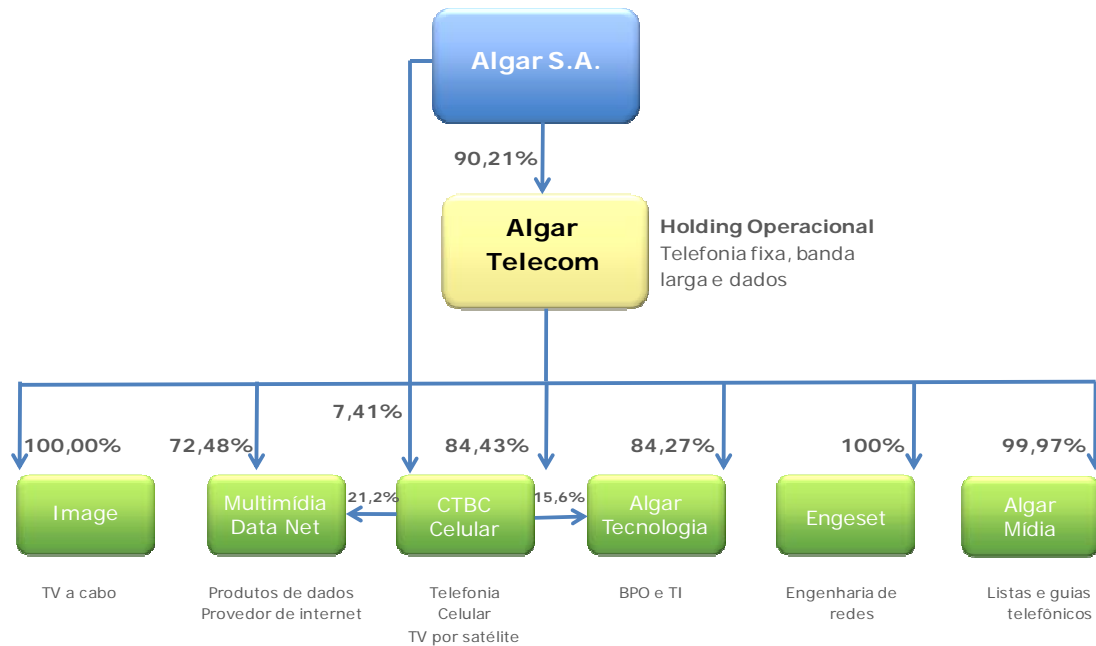 Algar S.A.
90,21%
Algar
Telecom
Holding Operacional
Telefonia fixa, banda
larga e dados
7,41%
100,00%
72,48%
84,43%
84,27%
100%
99,97%
Image
Multimídia
Data Net
21,2%
CTBC
Celular
15,6%
Algar
Tecnologia
Engeset
Algar
Mídia
TV a cabo
Produtos de dados
Provedor de internet
Telefonia
Celular
TV por satélite
BPO e TI
Engenharia de
redes
Listas e guias
telefônicos